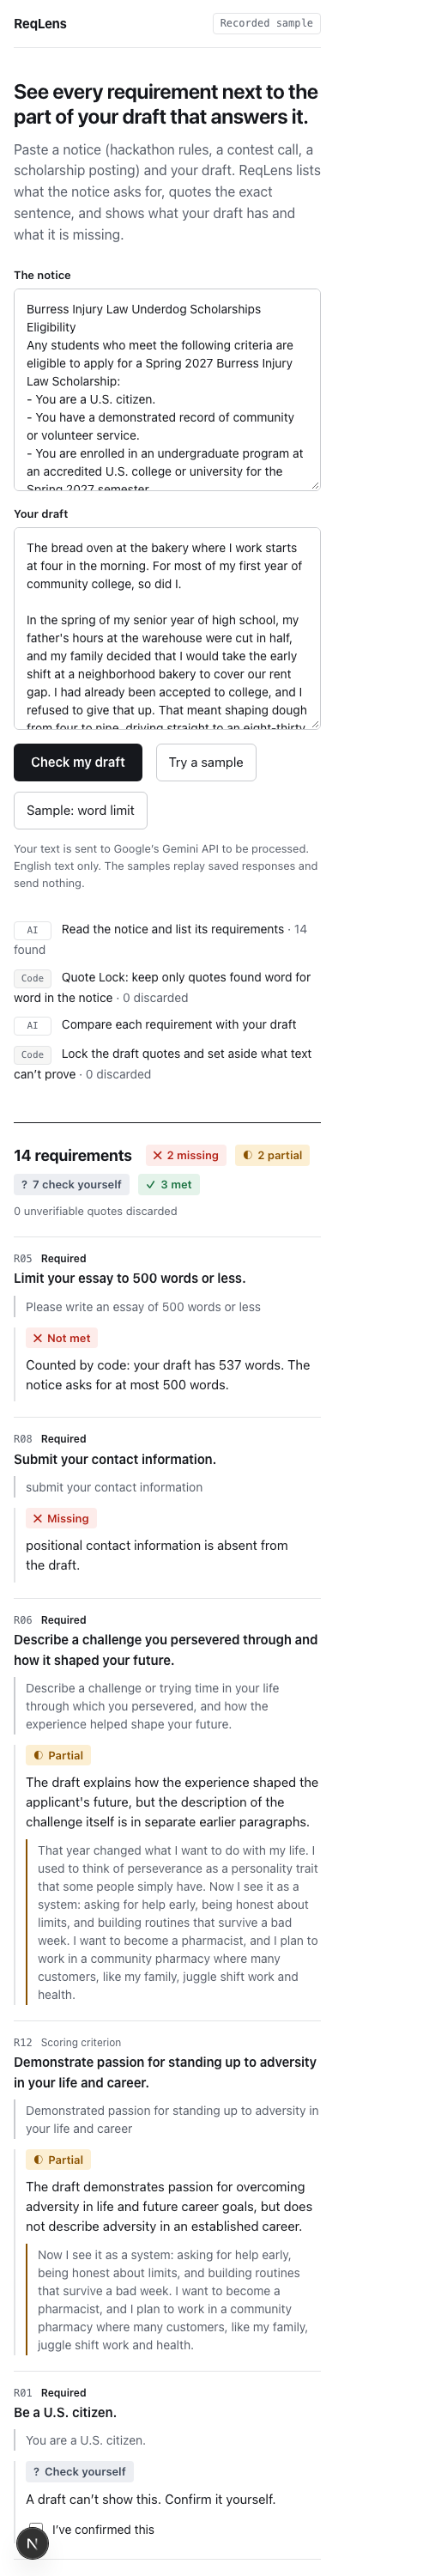 ReqLens
Recorded sample
See every requirement next to the
part of your draft that answers it.
Paste a notice (hackathon rules, a contest call, a
scholarship posting) and your draft. ReqLens lists
what the notice asks for, quotes the exact
sentence, and shows what your draft has and
what it is missing.
The notice
Burress Injury Law Underdog Scholarships
Eligibility
Any students who meet the following criteria are
eligible to apply for a Spring 2027 Burress Injury
Law Scholarship:
- You are a U.S. citizen.
- You have a demonstrated record of community
or volunteer service.
- You are enrolled in an undergraduate program at
an accredited U.S. college or university for the
Spring 2027 semester
Your draft
The bread oven at the bakery where I work starts
at four in the morning. For most of my first year of
community college, so did I.
In the spring of my senior year of high school, my
father's hours at the warehouse were cut in half,
and my family decided that I would take the early
shift at a neighborhood bakery to cover our rent
gap. I had already been accepted to college, and I
refused to give that up. That meant shaping dough
from four to nine, driving straight to an eight-thirty
Check my draft
Try a sample
Sample: word limit
Your text is sent to Google's Gemini API to be processed.
English text only. The samples replay saved responses and
send nothing.
AI Read the notice and list its requirements · 14
found
Code Quote Lock: keep only quotes found word for
word in the notice · 0 discarded
AI Compare each requirement with your draft
Code Lock the draft quotes and set aside what text
can't prove · 0 discarded
14 requirements ✕ 2 missing ◐ 2 partial
? 7 check yourself ✓ 3 met
0 unverifiable quotes discarded
R05 Required
Limit your essay to 500 words or less.
Please write an essay of 500 words or less
✕ Not met
Counted by code: your draft has 537 words. The
notice asks for at most 500 words.
R08 Required
Submit your contact information.
submit your contact information
✕ Missing
positional contact information is absent from
the draft.
R06 Required
Describe a challenge you persevered through and
how it shaped your future.
Describe a challenge or trying time in your life
through which you persevered, and how the
experience helped shape your future.
◐ Partial
The draft explains how the experience shaped the
applicant's future, but the description of the
challenge itself is in separate earlier paragraphs.
That year changed what I want to do with my life. I
used to think of perseverance as a personality trait
that some people simply have. Now I see it as a
system: asking for help early, being honest about
limits, and building routines that survive a bad
week. I want to become a pharmacist, and I plan to
work in a community pharmacy where many
customers, like my family, juggle shift work and
health.
R12 Scoring criterion
Demonstrate passion for standing up to adversity
in your life and career.
Demonstrated passion for standing up to adversity in
your life and career
◐ Partial
The draft demonstrates passion for overcoming
adversity in life and future career goals, but does
not describe adversity in an established career.
Now I see it as a system: asking for help early,
being honest about limits, and building routines
that survive a bad week. I want to become a
pharmacist, and I plan to work in a community
pharmacy where many customers, like my family,
juggle shift work and health.
R01 Required
Be a U.S. citizen.
You are a U.S. citizen.
? Check yourself
A draft can't show this. Confirm it yourself.
I've confirmed this
N